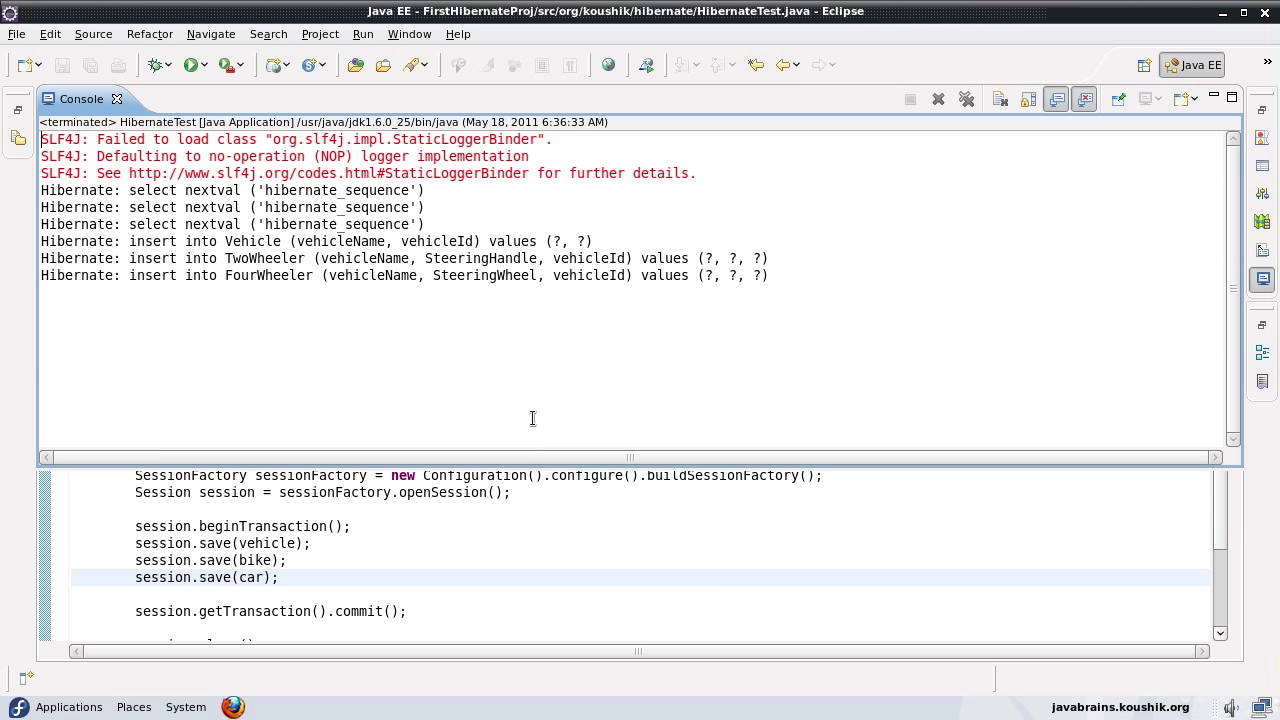 Java EE - FirstHibernateProj/src/org/koushik/hibernate/HibernateTest.java - Eclipse
File Edit Source Refactor Navigate Search Project Run Window Help
Java EE
Console
<terminated> HibernateTest [Java Application] /usr/java/jdk1.6.0_25/bin/java (May 18, 2011 6:36:33 AM)
SLF4J: Failed to load class "org.slf4j.impl.StaticLoggerBinder".
SLF4J: Defaulting to no-operation (NOP) logger implementation
SLF4J: See http://www.slf4j.org/codes.html#StaticLoggerBinder for further details.
Hibernate: select nextval ('hibernate_sequence')
Hibernate: select nextval ('hibernate_sequence')
Hibernate: select nextval ('hibernate_sequence')
Hibernate: insert into Vehicle (vehicleName, vehicleId) values (?, ?)
Hibernate: insert into TwoWheeler (vehicleName, SteeringHandle, vehicleId) values (?, ?, ?)
Hibernate: insert into FourWheeler (vehicleName, SteeringWheel, vehicleId) values (?, ?, ?)
SessionFactory sessionFactory = new Configuration().configure().buildSessionFactory();
Session session = sessionFactory.openSession();
session.beginTransaction();
session.save(vehicle);
session.save(bike);
session.save(car);
session.getTransaction().commit();
Applications Places System
javabrains.koushik.org